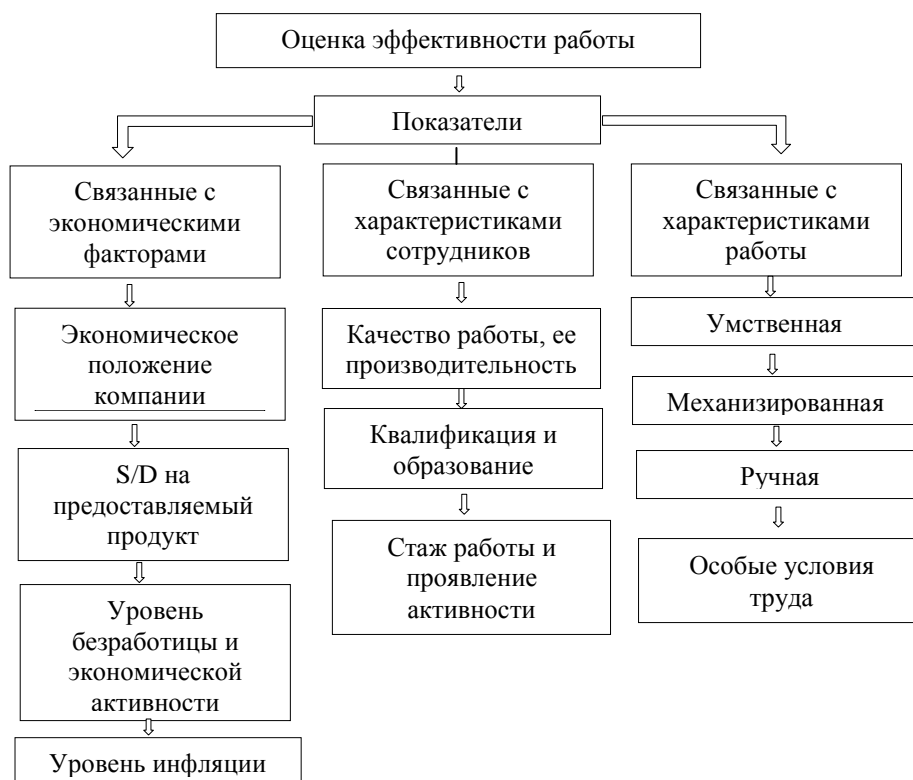 Оценка эффективности работы
Показатели
Связанные с
экономическими
факторами
Экономическое
положение
компании
S/D на
предоставляемый
продукт
Уровень
безработицы и
экономической
активности
Уровень инфляции
Связанные с
характеристиками
сотрудников
Качество работы, ее
производительность
Квалификация и
образование
Стаж работы и
проявление
активности
Связанные с
характеристиками
работы
Умственная
Механизированная
Ручная
Особые условия
труда